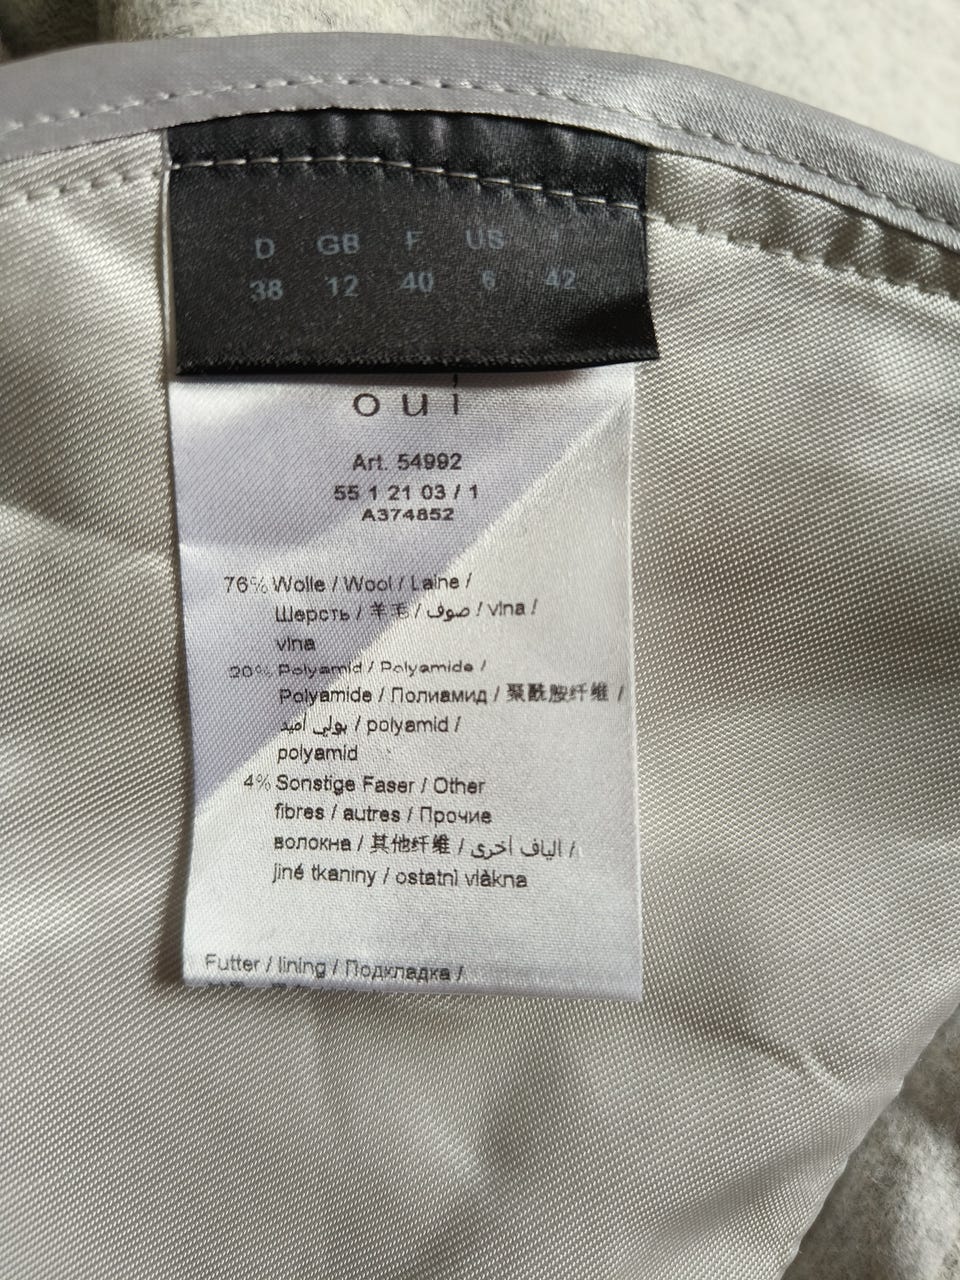 D GB F US I
38 12 40 6 42
oui
Art. 54992
55 1 21 03 / 1
A374852
76% Wolle / Wool / Laine /
Шерсть / 羊毛 / صوف / vlna /
vlna
20% Polyamid / Polyamide /
Polyamide / Полиамид / 聚酰胺纤维 /
بولي أميد / polyamid /
polyamid
4% Sonstige Faser / Other
fibres / autres / Прочие
волокна / 其他纤维 / الياف أخرى /
jiné tkaniny / ostatnì vlàkna
Futter / lining / Подкладка /